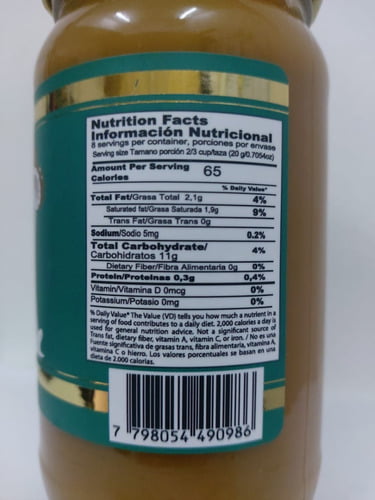 Nutrition Facts
Información Nutricional
8 servings per container, porciones por envase
Serving size Tamano porción 2/3 cup/taza (20 g/0.7054oz)
Amount Per Serving
Calories 65
% Daily Value*
Total Fat/Grasa Total 2,1g 4%
Saturated fat/Grasa Saturada 1,9g 9%
Trans Fat/Grasa Trans 0g
Sodium/Sodio 5mg 0.2%
Total Carbohydrate/
Carbohidratos 11g 4%
Dietary Fiber/Fibra Alimentaria 0g 0%
Protein/Proteinas 0,3g 0,4%
Vitamin/Vitamina D 0mcg 0%
Potassium/Potasio 0mg 0%
% Daily Value* The Value (VD) tells you how much a nutrient in a
serving of food contributes to a daily diet. 2,000 calories a day is
used for general nutrition advice. Not a significant source of
Trans fat, dietary fiber, vitamin A, vitamin C, or iron. / No es una
Fuente significativa de grasas trans, fibra alimentaria, vitamina A,
vitamina C o hierro. Los valores porcentuales se basan en una
dieta de 2.000 calorias.
7 798054 490986